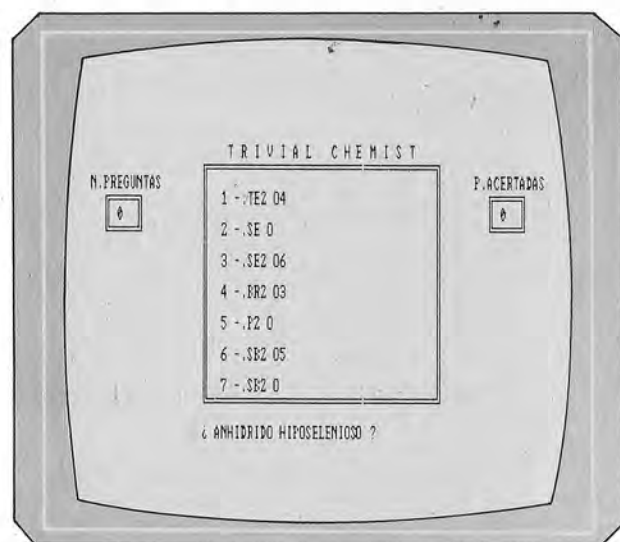 TRIVIAL CHEMIST
N.PREGUNTAS
0
P.ACERTADAS
0
1 -.TE2 O4
2 -.SE O
3 -.SE2 O6
4 -.BR2 O3
5 -.P2 O
6 -.SB2 O5
7 -.SB2 O
¿ ANHIDRIDO HIPOSELENIOSO ?